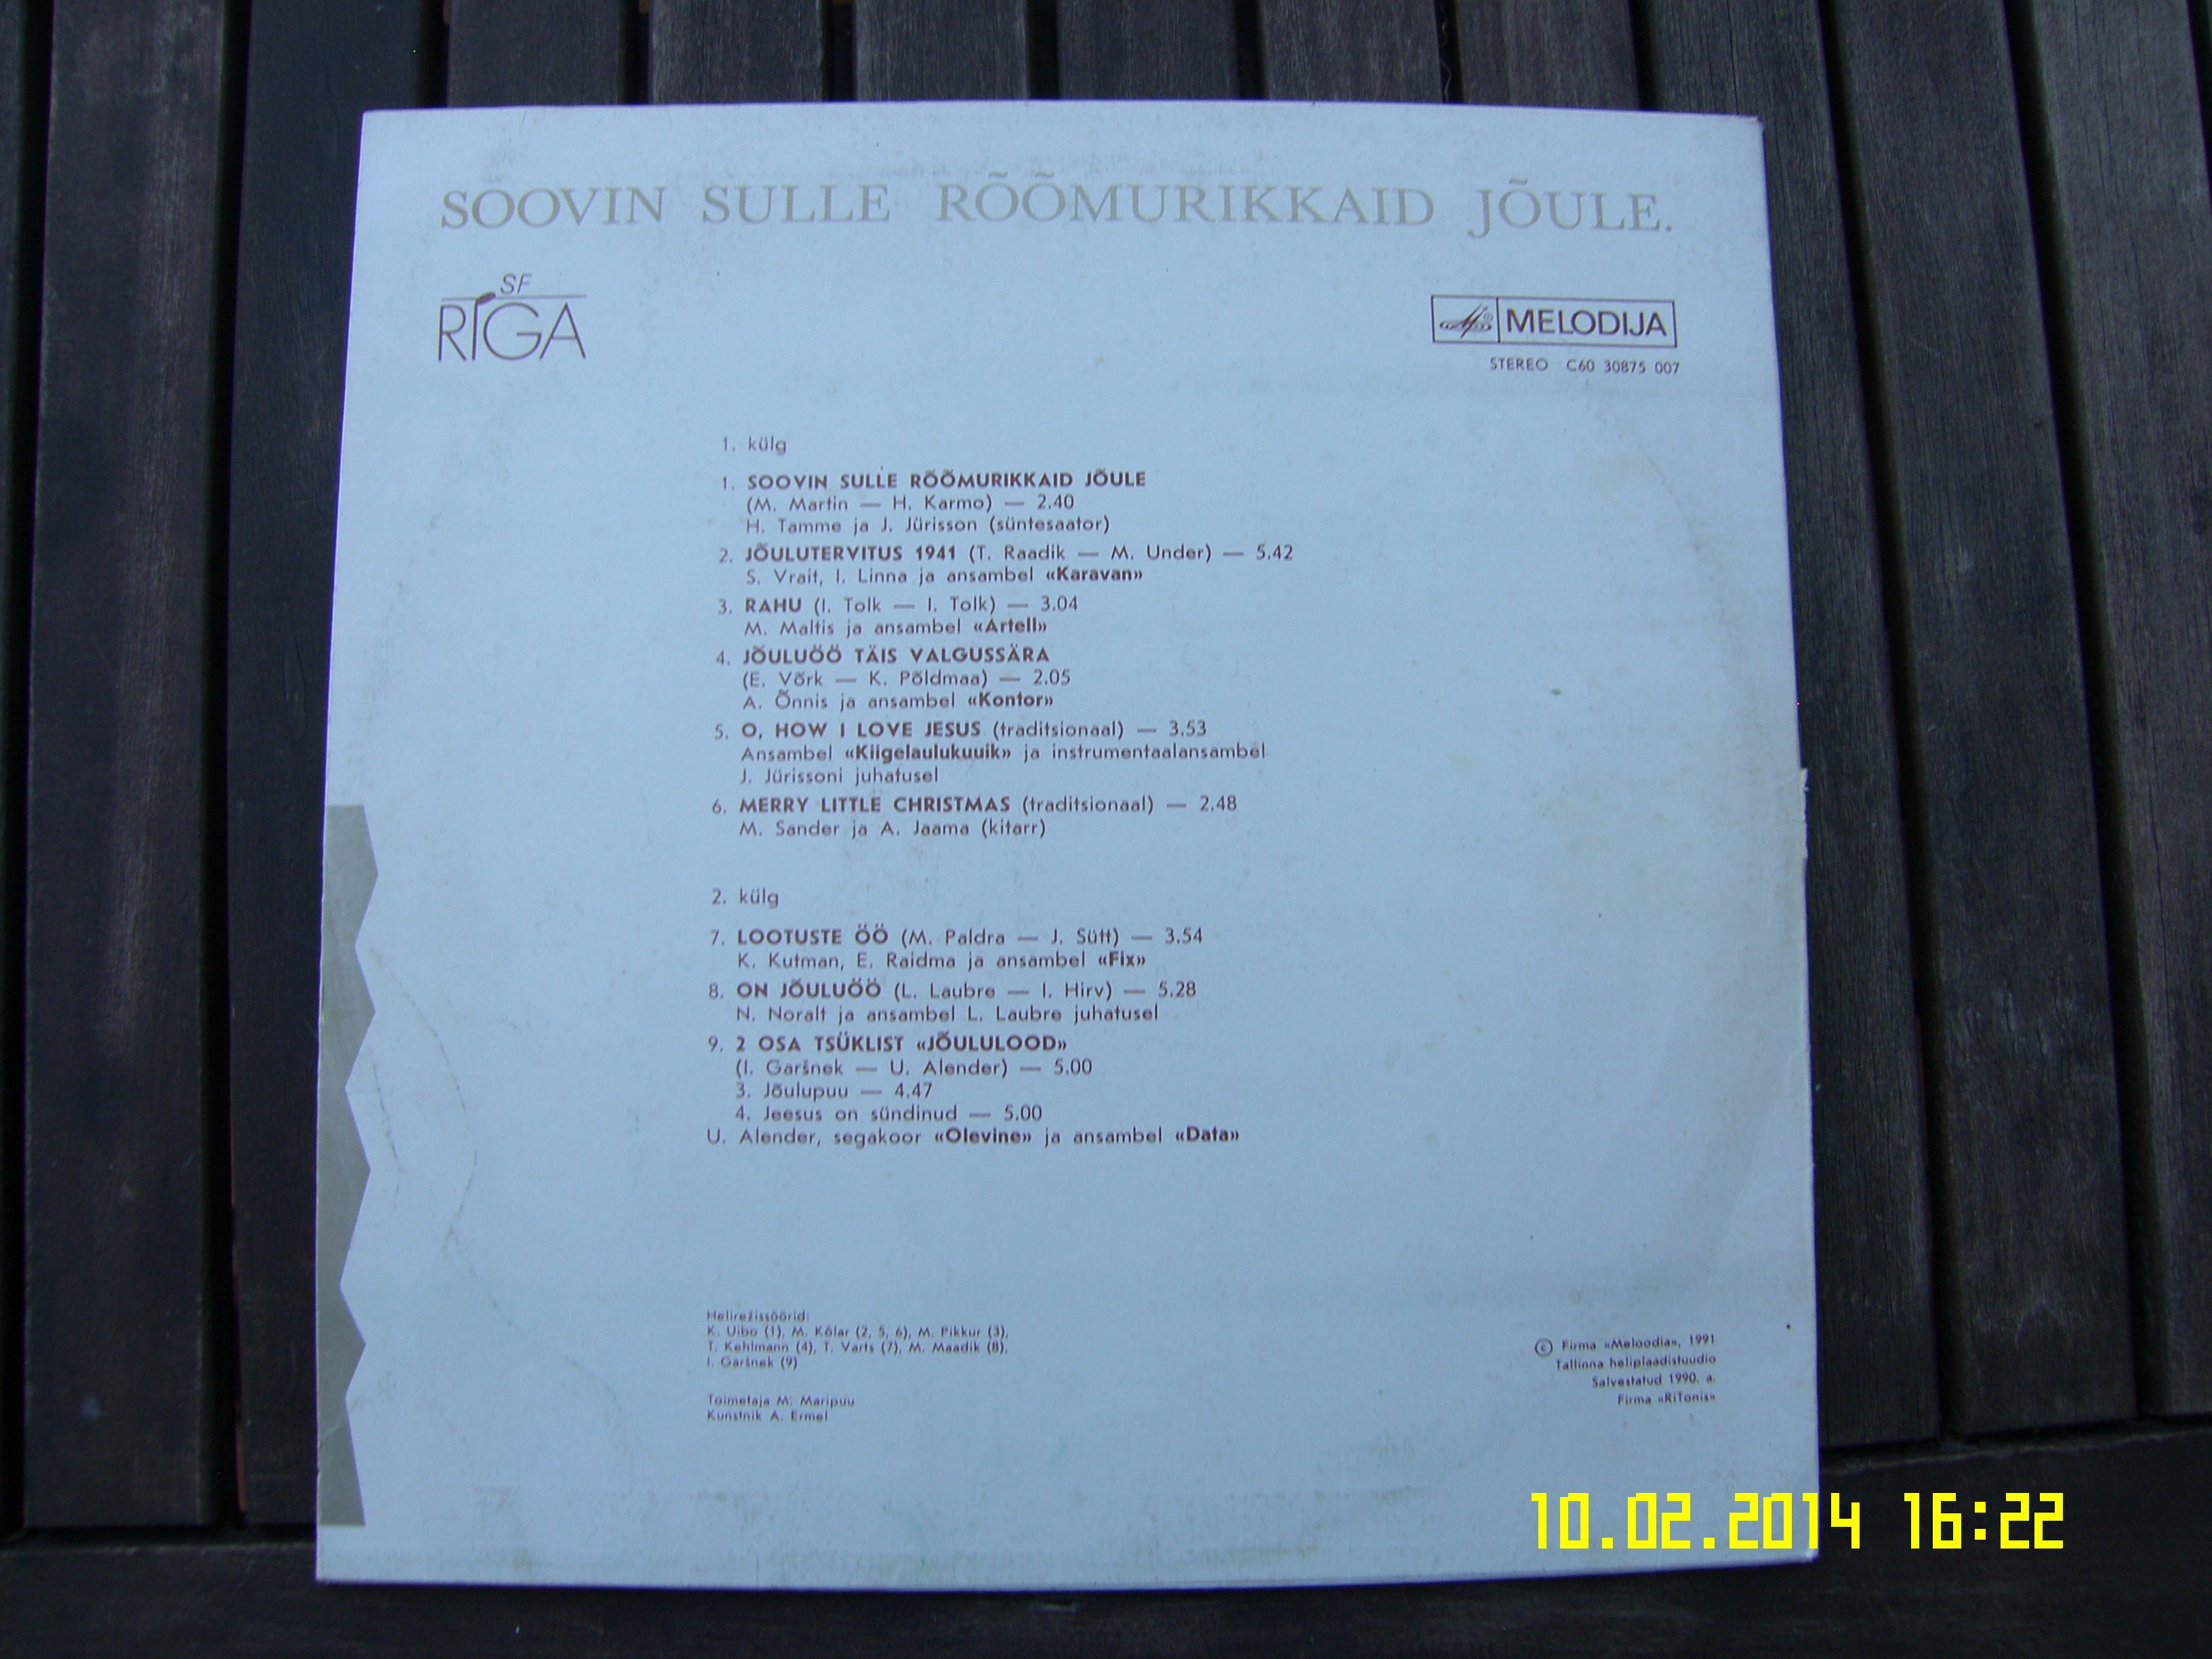 SOOVIN SULLE RÕÕMURIKKAID JÕULE.
SF
RIGA
MELODIJA
STEREO C60 30875 007
1. külg
1. SOOVIN SULLE RÕÕMURIKKAID JÕULE
(M. Martin — H. Karmo) — 2.40
H. Tamme ja J. Jürisson (süntesaator)
2. JÕULUTERVITUS 1941 (T. Raadik — M. Under) — 5.42
S. Vrait, I. Linna ja ansambel «Karavan»
3. RAHU (I. Tolk — I. Tolk) — 3.04
M. Maltis ja ansambel «Artell»
4. JÕULUÖÖ TÄIS VALGUSSÄRA
(E. Võrk — K. Põldmaa) — 2.05
A. Õnnis ja ansambel «Kontor»
5. O, HOW I LOVE JESUS (traditsionaal) — 3.53
Ansambel «Kiigelaulukuuik» ja instrumentaalansambel
J. Jürissoni juhatusel
6. MERRY LITTLE CHRISTMAS (traditsionaal) — 2.48
M. Sander ja A. Jaama (kitarr)
2. külg
7. LOOTUSTE ÖÖ (M. Paldra — J. Sütt) — 3.54
K. Kutman, E. Raidma ja ansambel «Fix»
8. ON JÕULUÖÖ (L. Laubre — I. Hirv) — 5.28
N. Noralt ja ansambel L. Laubre juhatusel
9. 2 OSA TSÜKLIST «JÕULULOOD»
(I. Garšnek — U. Alender) — 5.00
3. Jõulupuu — 4.47
4. Jeesus on sündinud — 5.00
U. Alender, segakoor «Olevine» ja ansambel «Data»
Helirežissöörid:
K. Uibo (1), M. Kõlar (2, 5, 6), M. Pikkur (3),
T. Kehlmann (4), T. Varts (7), M. Maadik (8),
I. Garšnek (9)
Toimetaja M. Maripuu
Kunstnik A. Ermel
© Firma «Meloodia», 1991
Tallinna heliplaadistuudio
Salvestatud 1990. a.
Firma «RiTonis»
10.02.2014 16:22